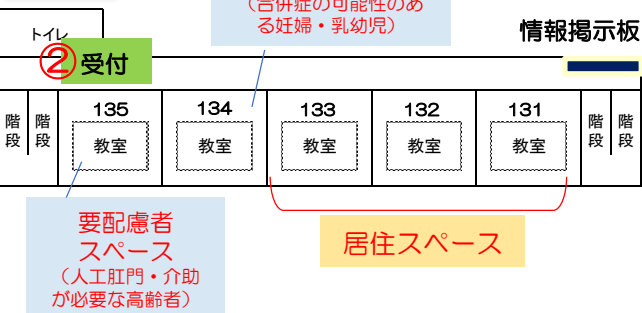 （合併症の可能性のあ
る妊婦・乳幼児）
トイレ
②受付
情報掲示板
階段
階段
135
教室
134
教室
133
教室
132
教室
131
教室
階段
階段
要配慮者
スペース
（人工肛門・介助
が必要な高齢者）
居住スペース